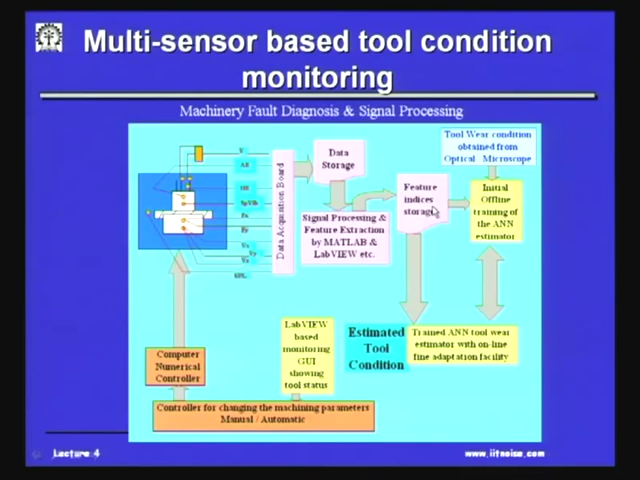 Multi-sensor based tool condition
monitoring
Machinery Fault Diagnosis & Signal Processing
Tool Wear condition
obtained from
Optical Microscope
Data
Storage
Data Acquisition Board
AE
SpVib
Signal Processing &
Feature Extraction
by MATLAB &
LabVIEW etc.
Feature
indices
storage
Initial
Offline
training of
the ANN
estimator
LabVIEW
based
monitoring
GUI
showing
tool status
Estimated
Tool
Condition
Trained ANN tool wear
estimator with on-line
fine adaptation facility
Computer
Numerical
Controller
Controller for changing the machining parameters
Manual / Automatic
Lecture 4
www.iitnoise.com